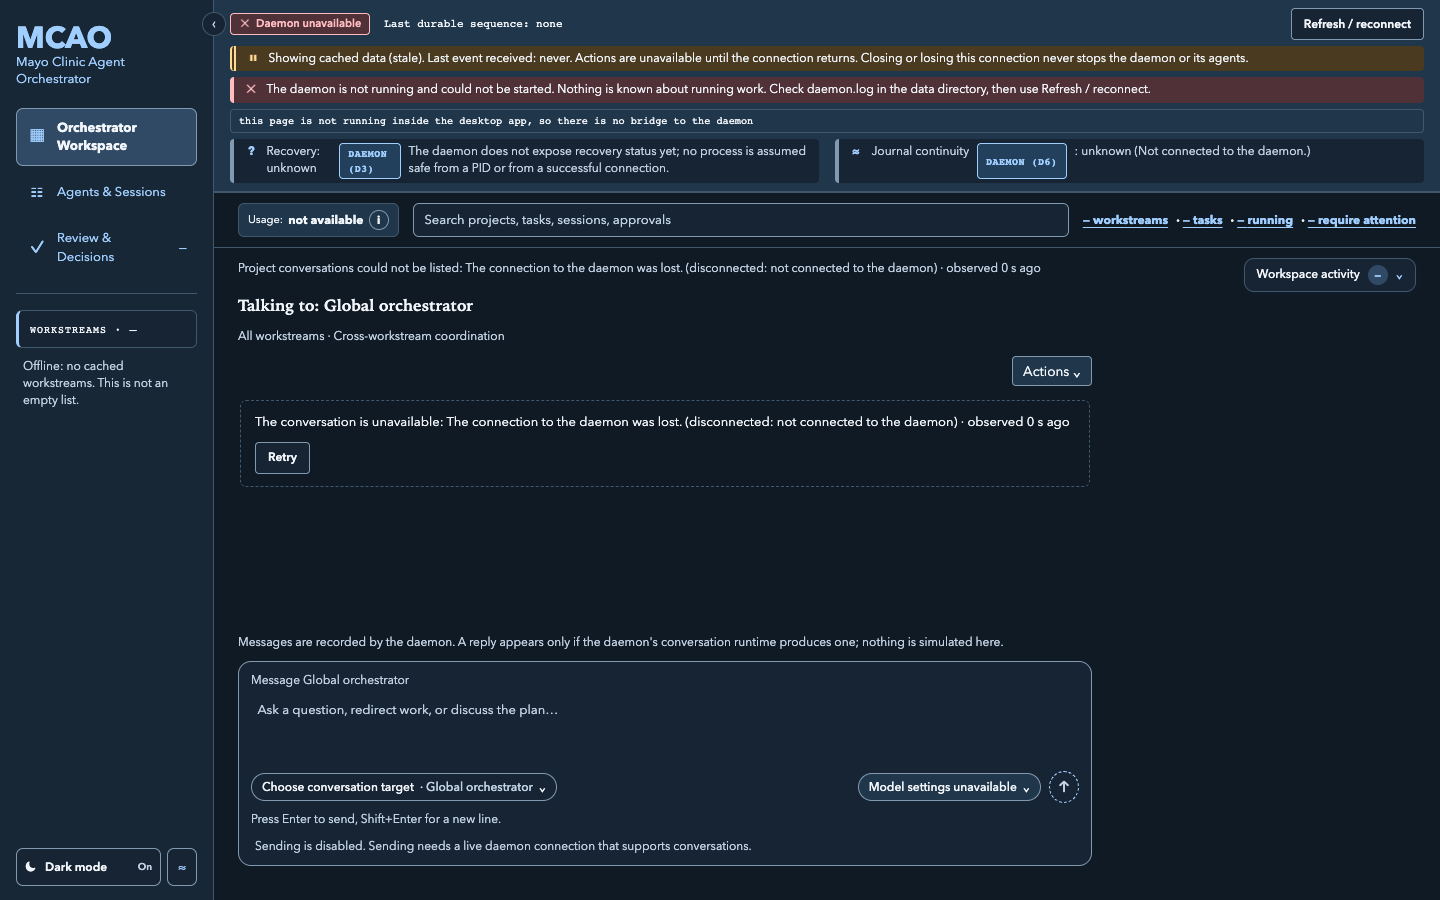 MCAO
Mayo Clinic Agent
Orchestrator
Orchestrator
Workspace
Agents & Sessions
Review &
Decisions
–
WORKSTREAMS · —
Offline: no cached
workstreams. This is not an
empty list.
Dark mode On
≈
‹
✕ Daemon unavailable
Last durable sequence: none
Refresh / reconnect
Showing cached data (stale). Last event received: never. Actions are unavailable until the connection returns. Closing or losing this connection never stops the daemon or its agents.
✕ The daemon is not running and could not be started. Nothing is known about running work. Check daemon.log in the data directory, then use Refresh / reconnect.
this page is not running inside the desktop app, so there is no bridge to the daemon
? Recovery:
unknown
DAEMON
(D3)
The daemon does not expose recovery status yet; no process is assumed
safe from a PID or from a successful connection.
≈ Journal continuity DAEMON (D6) : unknown (Not connected to the daemon.)
Usage: not available i
Search projects, tasks, sessions, approvals
– workstreams · – tasks · – running · – require attention
Project conversations could not be listed: The connection to the daemon was lost. (disconnected: not connected to the daemon) · observed 0 s ago
Workspace activity –
Talking to: Global orchestrator
All workstreams · Cross-workstream coordination
Actions
The conversation is unavailable: The connection to the daemon was lost. (disconnected: not connected to the daemon) · observed 0 s ago
Retry
Messages are recorded by the daemon. A reply appears only if the daemon's conversation runtime produces one; nothing is simulated here.
Message Global orchestrator
Ask a question, redirect work, or discuss the plan…
Choose conversation target · Global orchestrator
Model settings unavailable
Press Enter to send, Shift+Enter for a new line.
Sending is disabled. Sending needs a live daemon connection that supports conversations.